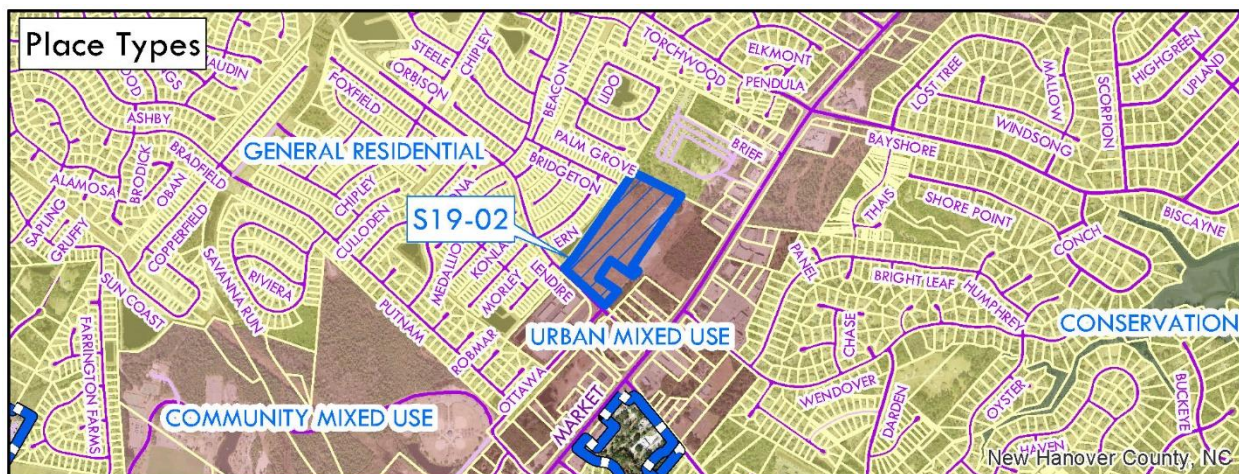 Place Types
AUDIN
ASHBY
BRADFIELD
ALAMOSA
BRODDICK
OBAN
SAPLING
GRUFFY
COPPERFIELD
SUN COAST
FARRINGTON FARMS
SAVANNA RUN
RIVIERA
GENERAL RESIDENTIAL
FOXFIELD
STEELE
ORBISON
CHIPLEY
BEACON
LIDO
PALM GROVE
BRIDGETON
CHIPLEY
CULLODEN
PUTNAM
S19-02
MORLEY
LENDIRE
ROBMAR
OTTAWA
TORCHWOOD
ELKMONT
PENDULA
BRIEF
URBAN MIXED USE
MARKET
COMMUNITY MIXED USE
BAYSHORE
LOST TREE
MALLOW
WINDSONG
SCORPION
HIGHGREEN
UPLAND
THAIS
SHORE POINT
CONCH
BISCAYNE
PANEL
BRIGHT LEAF
HUMPHREY
CHASE
WENDOVER
DARDEN
OYSTER
HAVEN
BUCKEYE
CONSERVATION
New Hanover County, NC